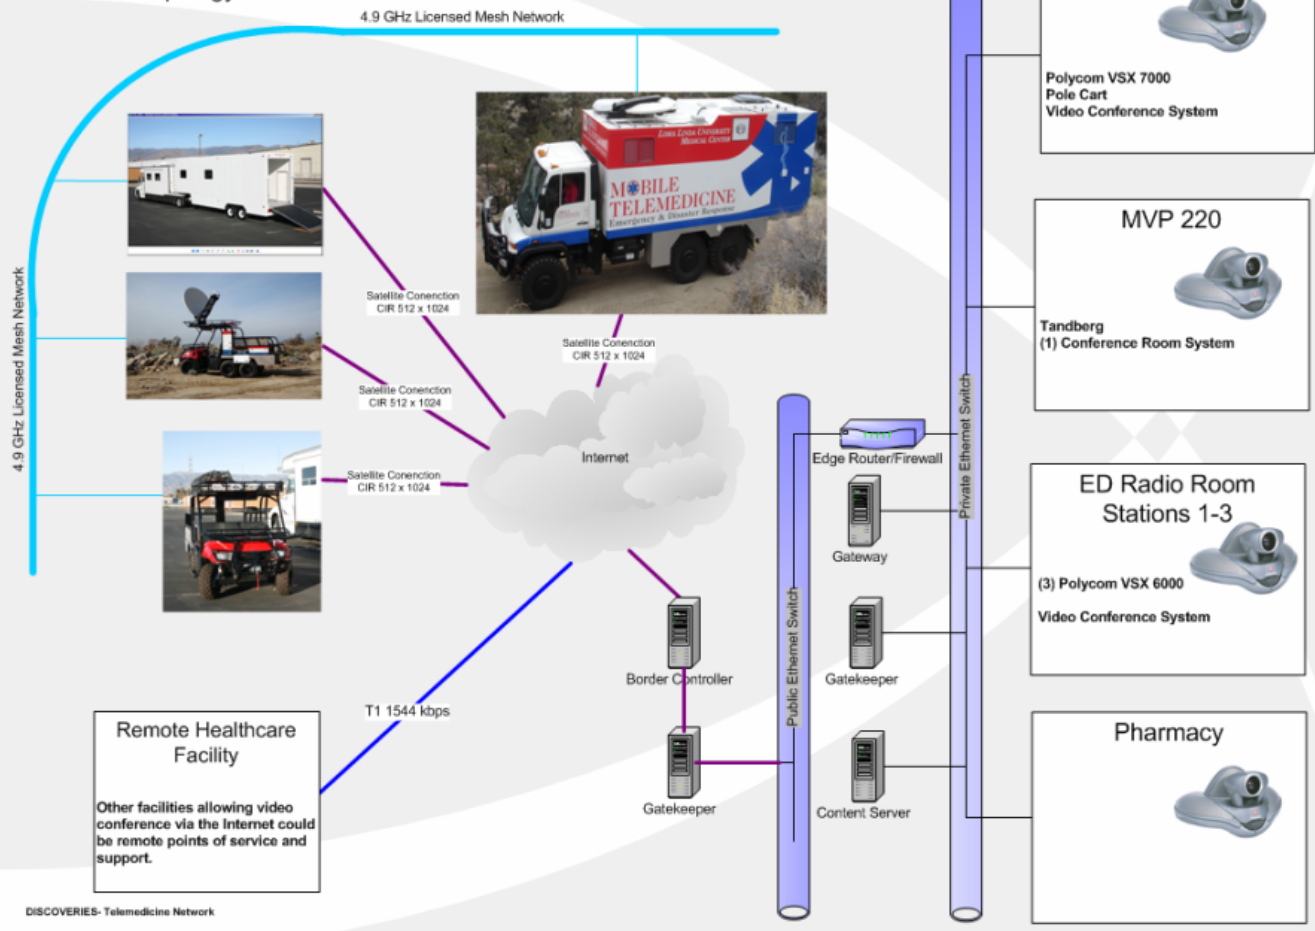 4.9 GHz Licensed Mesh Network
4.9 GHz Licensed Mesh Network
LOMA LINDA UNIVERSITY
MEDICAL CENTER
MOBILE
TELEMEDICINE
Emergency & Disaster Response
Satellite Conenction
CIR 512 x 1024
Satellite Conenction
CIR 512 x 1024
Satellite Conenction
CIR 512 x 1024
Satellite Conenction
CIR 512 x 1024
Internet
T1 1544 kbps
Remote Healthcare
Facility
Other facilities allowing video
conference via the Internet could
be remote points of service and
support.
Border Controller
Gatekeeper
Public Ethernet Switch
Edge Router/Firewall
Gateway
Gatekeeper
Content Server
Private Ethernet Switch
Polycom VSX 7000
Pole Cart
Video Conference System
MVP 220
Tandberg
(1) Conference Room System
ED Radio Room
Stations 1-3
(3) Polycom VSX 6000
Video Conference System
Pharmacy
DISCOVERIES- Telemedicine Network